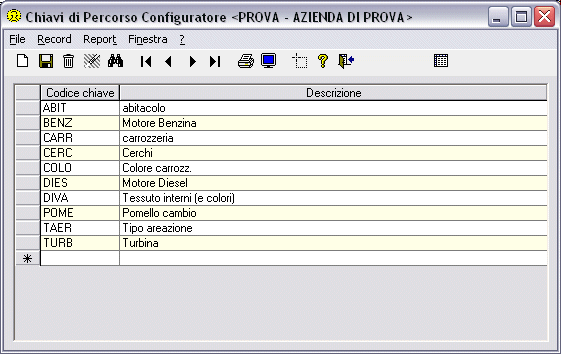 Chiavi di Percorso Configuratore <PROVA - AZIENDA DI PROVA>
File Record Report Finestra ?
Codice chiave Descrizione
ABIT abitacolo
BENZ Motore Benzina
CARR carrozzeria
CERC Cerchi
COLO Colore carrozz.
DIES Motore Diesel
DIVA Tessuto interni (e colori)
POME Pomello cambio
TAER Tipo areazione
TURB Turbina